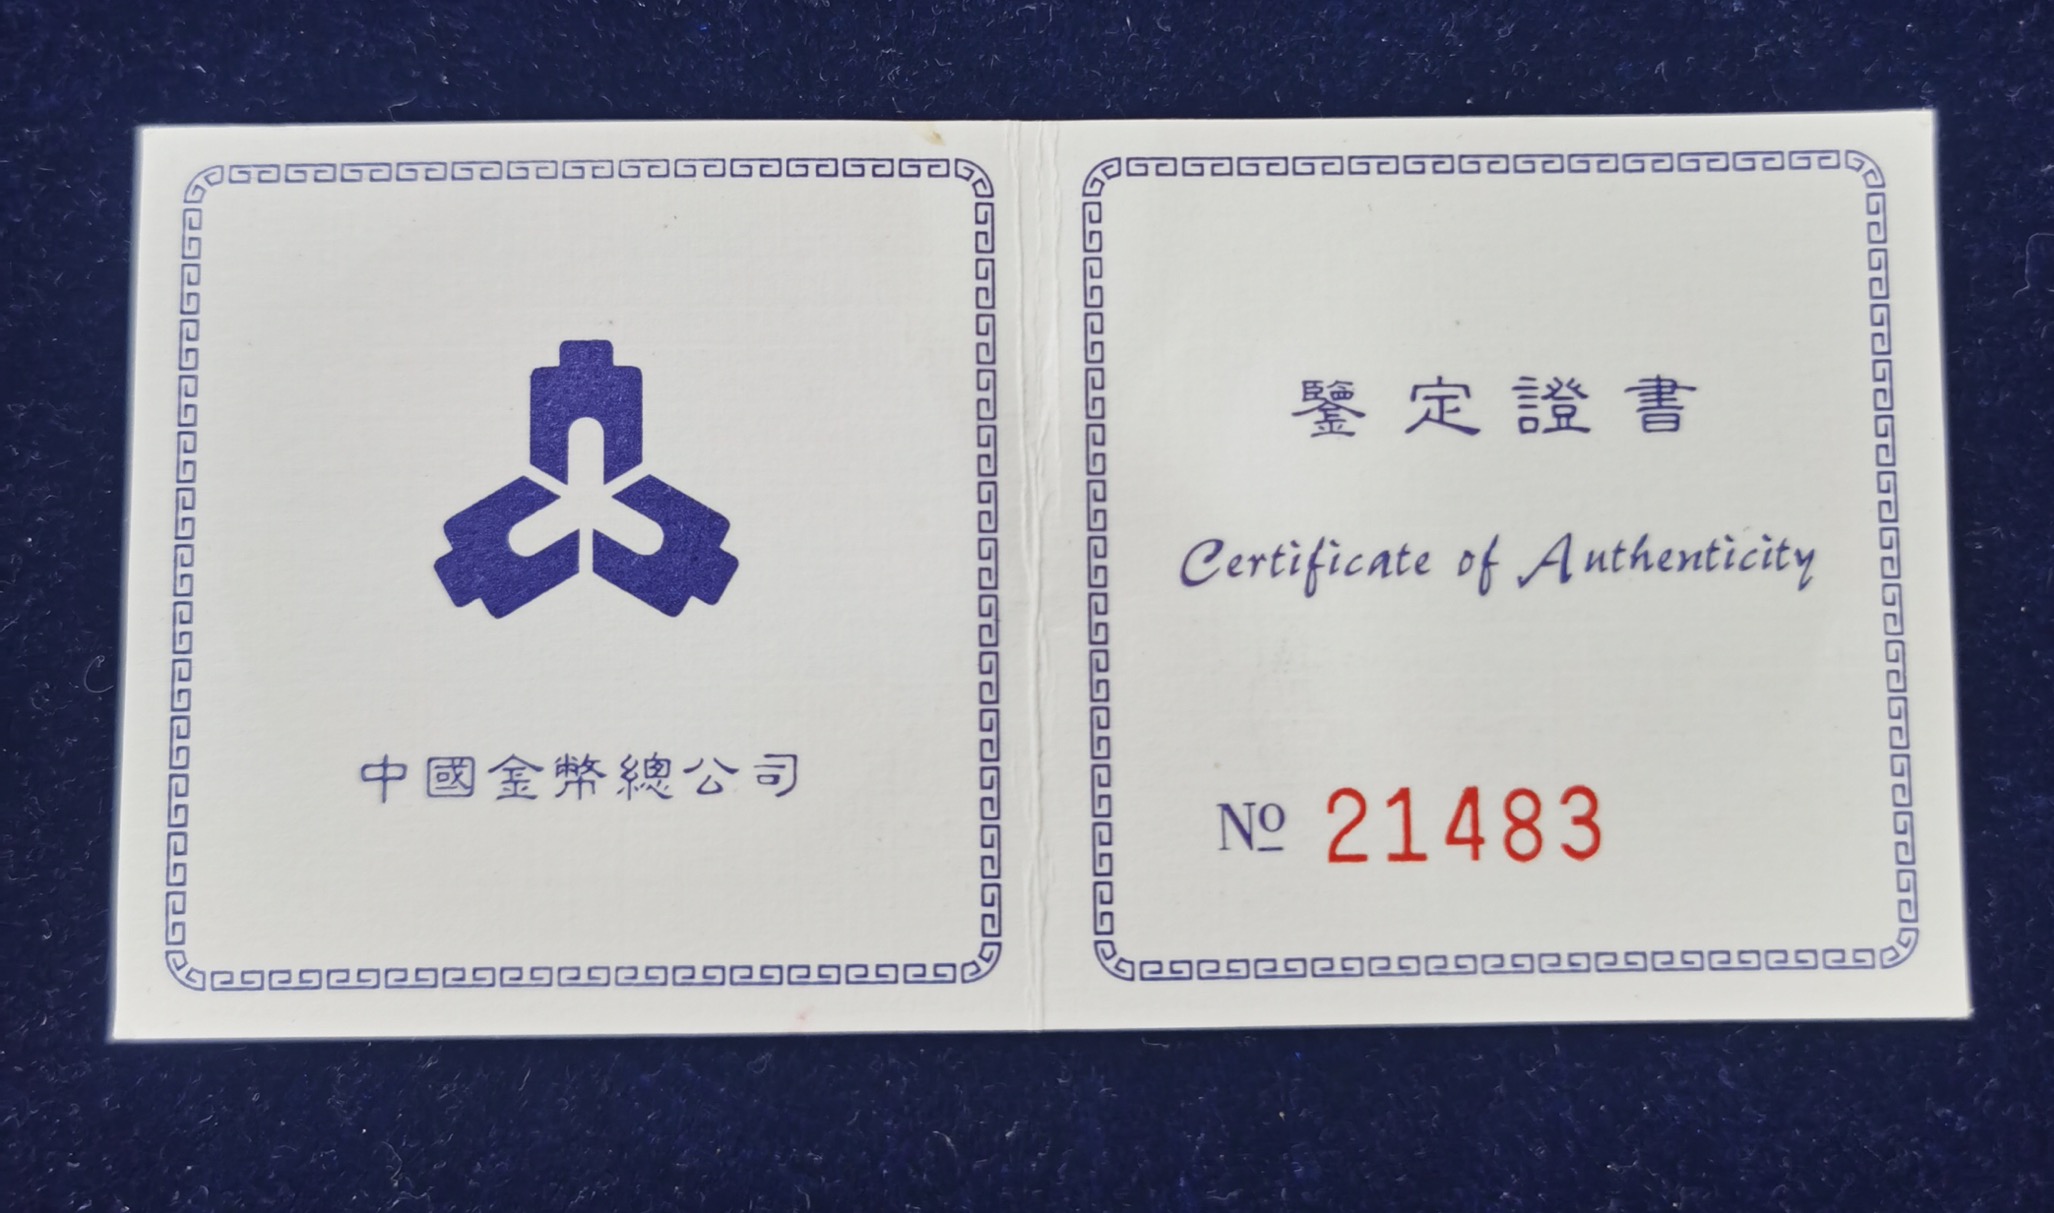 中國金幣總公司
鑒定證書
Certificate of Authenticity
Nº 21483